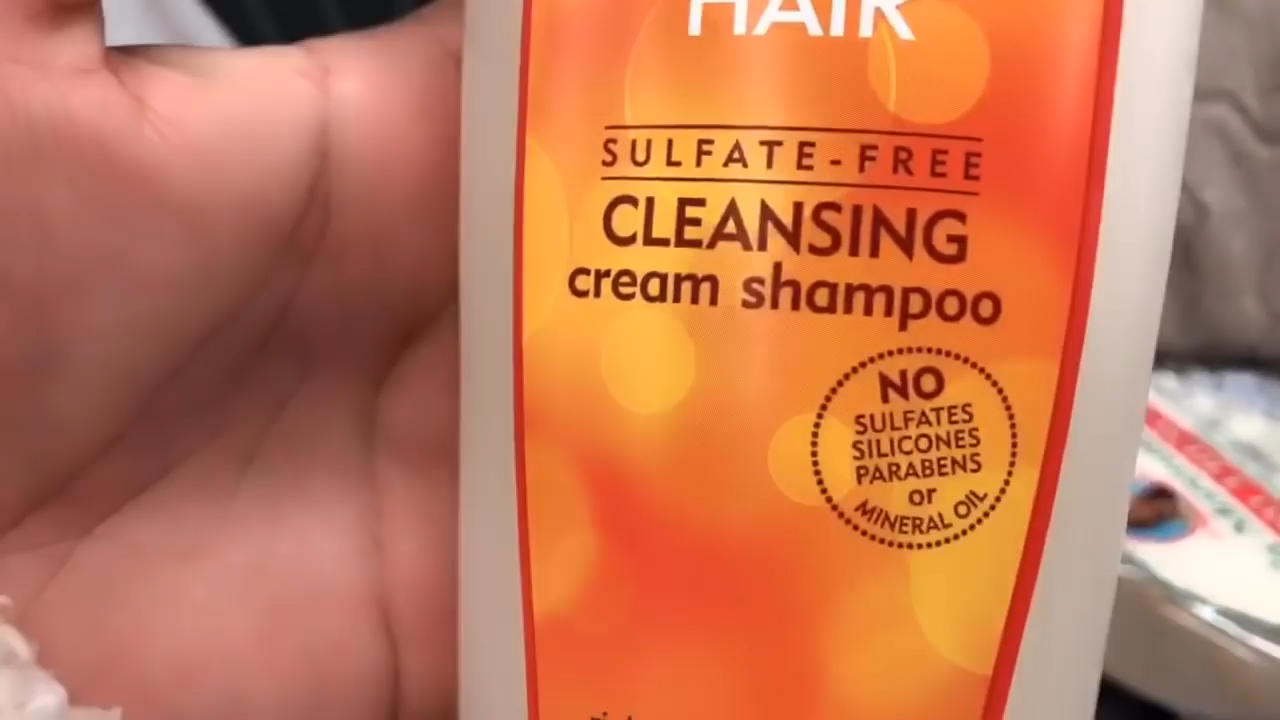 HAIR
SULFATE-FREE
CLEANSING
cream shampoo
NO
SULFATES
SILICONES
PARABENS
or
MINERAL OIL